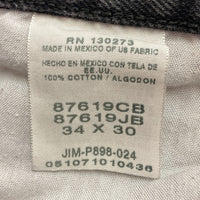 RN 130273
MADE IN MEXICO OF US FABRIC
HECHO EN MEXICO CON TELA DE
EE.UU.
100% COTTON / ALGODON
87619CB
87619JB
34 X 30
JIM-P898-024
051071010436